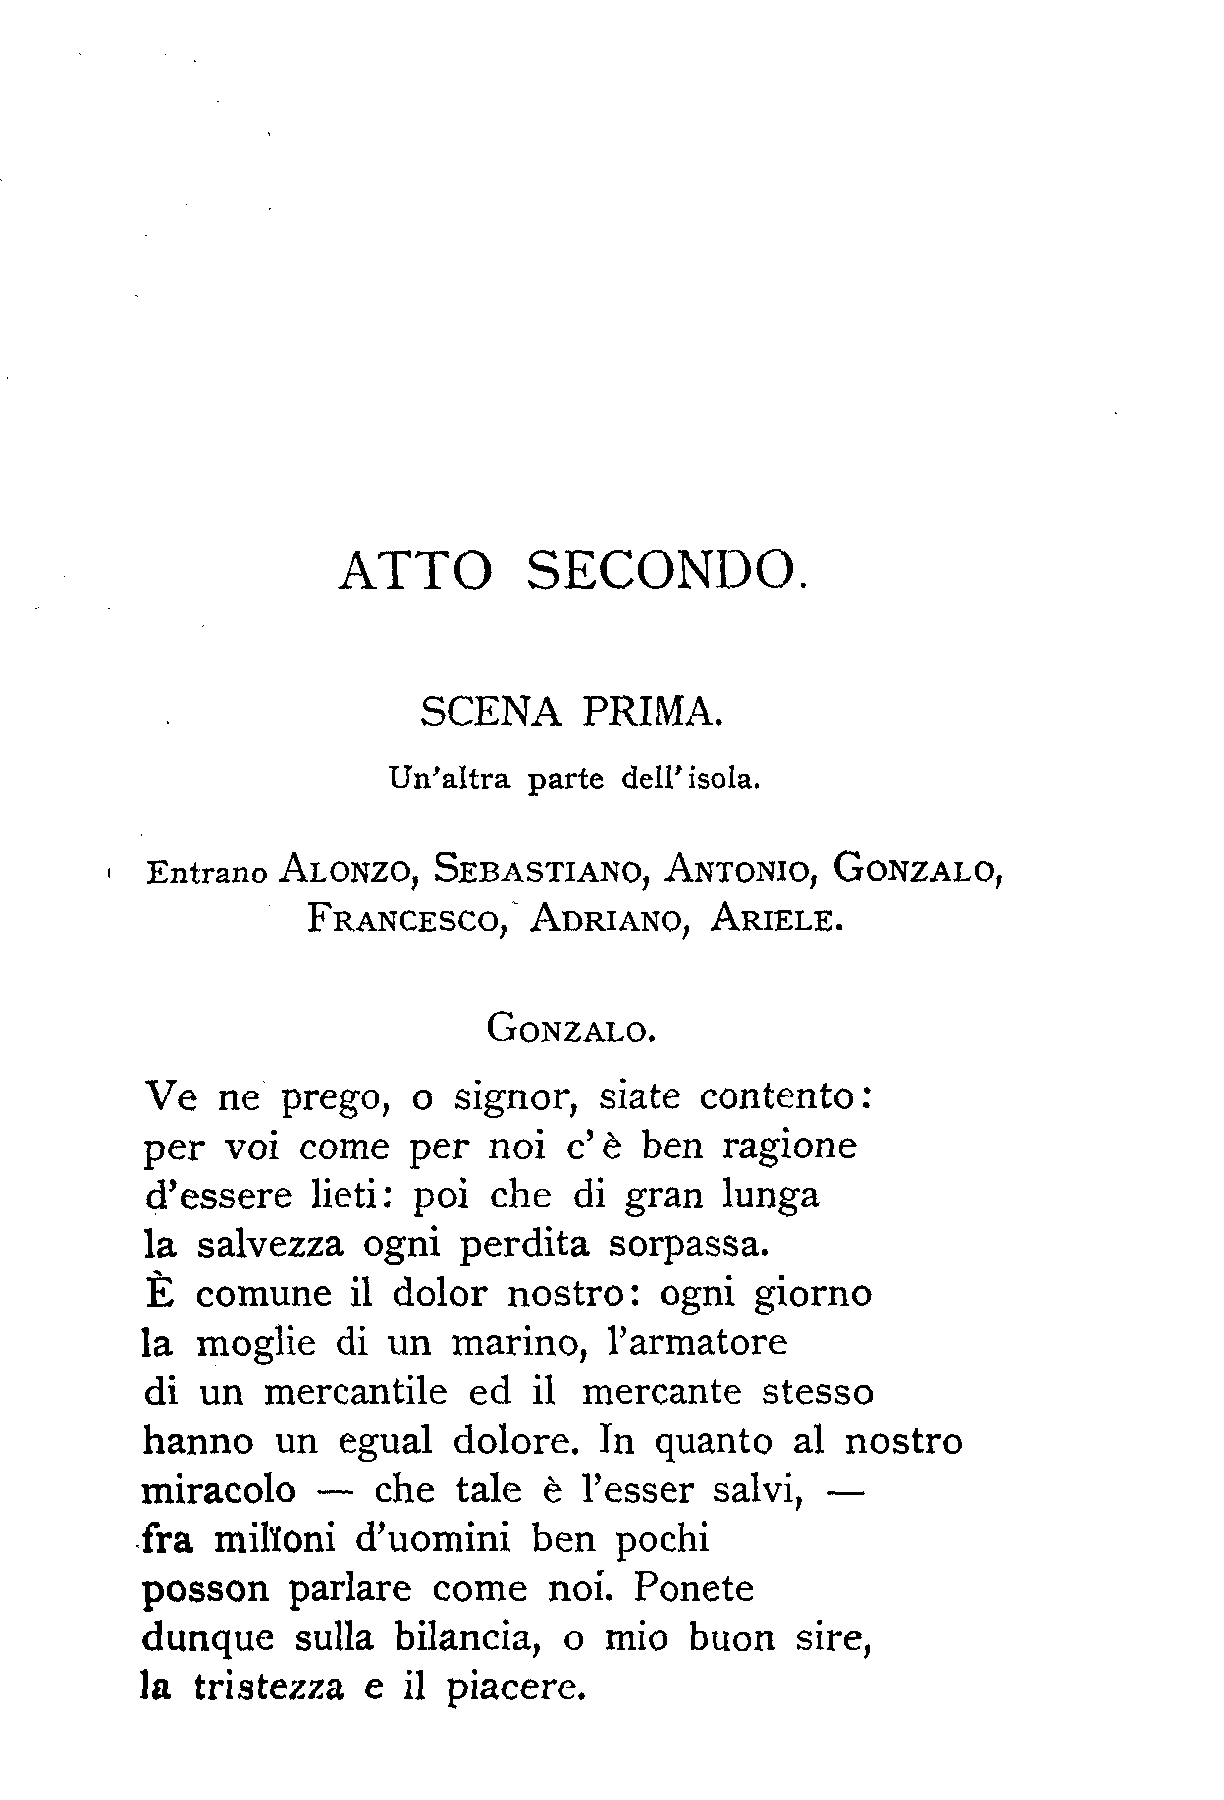 ATTO SECONDO.
SCENA PRIMA.
Un'altra parte dell'isola.
Entrano ALONZO, SEBASTIANO, ANTONIO, GONZALO,
FRANCESCO, ADRIANO, ARIELE.
GONZALO.
Ve ne prego, o signor, siate contento:
per voi come per noi c'è ben ragione
d'essere lieti: poi che di gran lunga
la salvezza ogni perdita sorpassa.
È comune il dolor nostro: ogni giorno
la moglie di un marino, l'armatore
di un mercantile ed il mercante stesso
hanno un egual dolore. In quanto al nostro
miracolo — che tale è l'esser salvi, —
fra milïoni d'uomini ben pochi
posson parlare come noi. Ponete
dunque sulla bilancia, o mio buon sire,
la tristezza e il piacere.